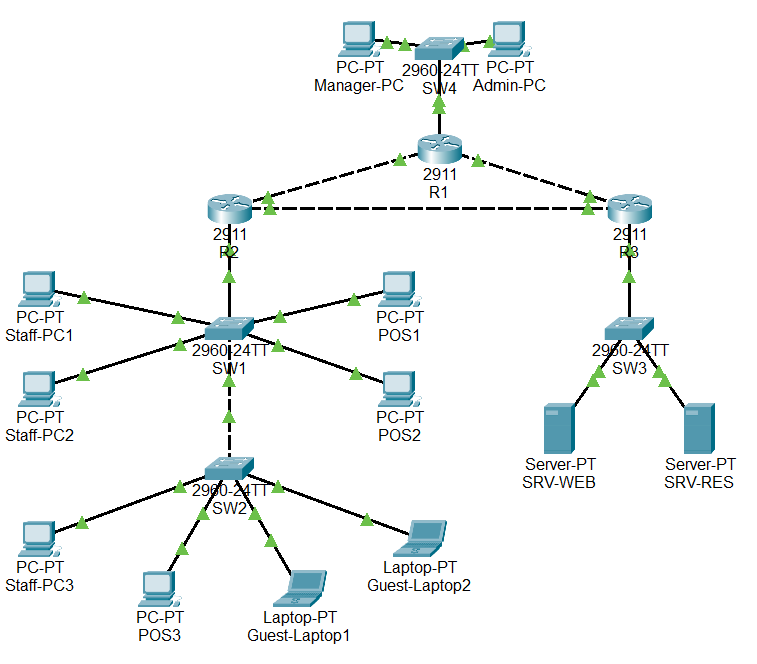 PC-PT
Manager-PC
2960-24TT
SW4
PC-PT
Admin-PC
2911
R1
2911
R2
2911
R3
PC-PT
Staff-PC1
PC-PT
POS1
2960-24TT
SW1
2960-24TT
SW3
PC-PT
Staff-PC2
PC-PT
POS2
Server-PT
SRV-WEB
Server-PT
SRV-RES
2960-24TT
SW2
PC-PT
Staff-PC3
PC-PT
POS3
Laptop-PT
Guest-Laptop1
Laptop-PT
Guest-Laptop2